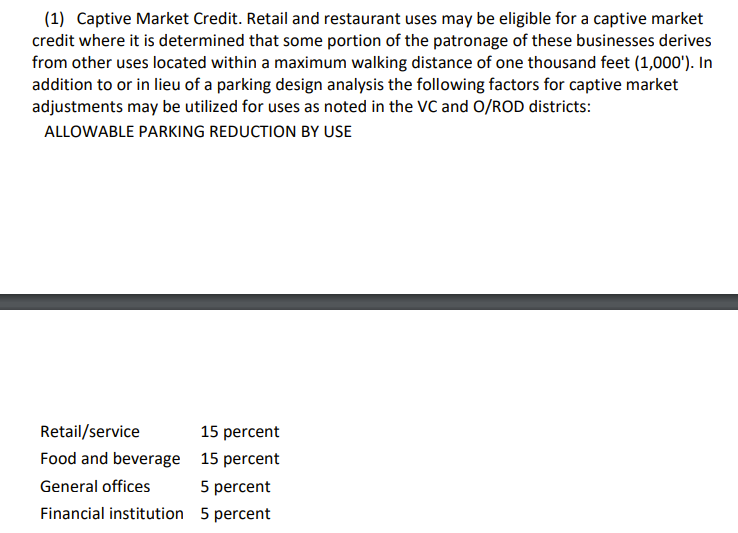 (1) Captive Market Credit. Retail and restaurant uses may be eligible for a captive market
credit where it is determined that some portion of the patronage of these businesses derives
from other uses located within a maximum walking distance of one thousand feet (1,000'). In
addition to or in lieu of a parking design analysis the following factors for captive market
adjustments may be utilized for uses as noted in the VC and O/ROD districts:
ALLOWABLE PARKING REDUCTION BY USE
Retail/service 15 percent
Food and beverage 15 percent
General offices 5 percent
Financial institution 5 percent